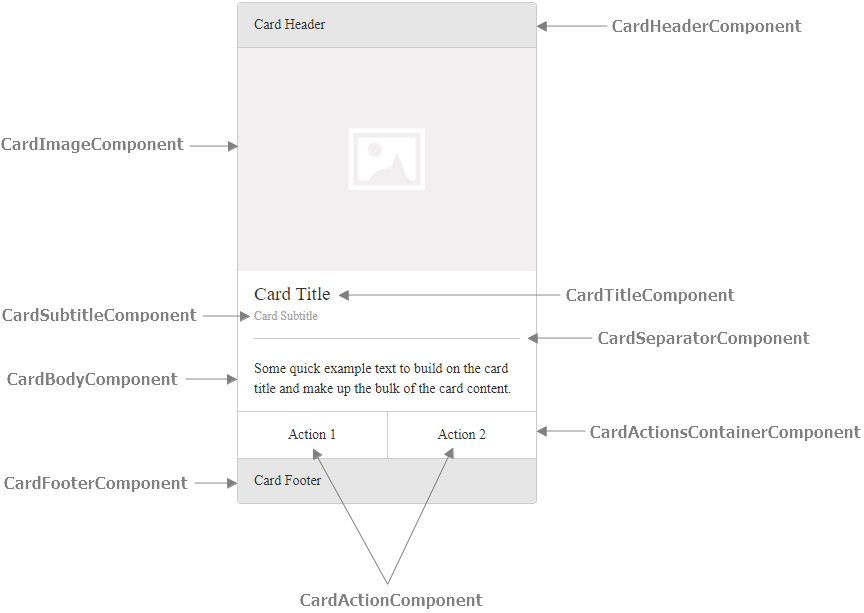 Card Header
CardHeaderComponent
CardImageComponent
Card Title
CardTitleComponent
CardSubtitleComponent
Card Subtitle
CardSeparatorComponent
CardBodyComponent
Some quick example text to build on the card
title and make up the bulk of the card content.
Action 1
Action 2
CardActionsContainerComponent
CardFooterComponent
Card Footer
CardActionComponent